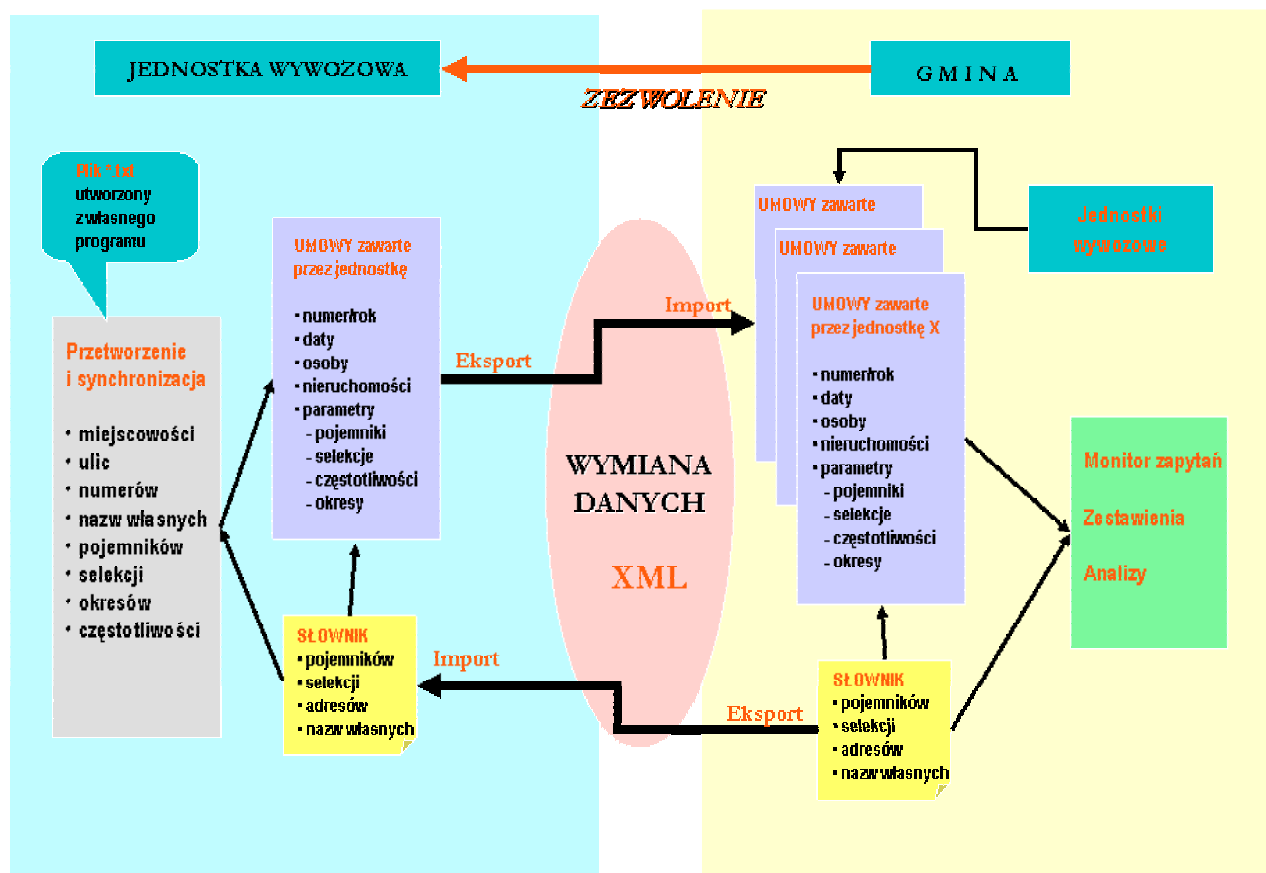 JEDNOSTKA WYWOZOWA
GMINA
ZEZWOLENIE
Plik *.txt
utworzony
z własnego
programu
Przetworzenie
i synchronizacja
• miejscowości
• ulic
• numerów
• nazw własnych
• pojemników
• selekcji
• okresów
• częstotliwości
UMOWY zawarte
przez jednostkę
• numer/rok
• daty
• osoby
• nieruchomości
• parametry
- pojemniki
- selekcje
- częstotliwości
- okresy
SŁOWNIK
• pojemników
• selekcji
• adresów
• nazw własnych
Eksport
Import
WYMIANA
DANYCH
XML
Import
Eksport
UMOWY zawarte
UMOWY zawarte
UMOWY zawarte
przez jednostkę X
• numer/rok
• daty
• osoby
• nieruchomości
• parametry
- pojemniki
- selekcje
- częstotliwości
- okresy
SŁOWNIK
• pojemników
• selekcji
• adresów
• nazw własnych
Jednostki
wywozowe
Monitor zapytań
Zestawienia
Analizy